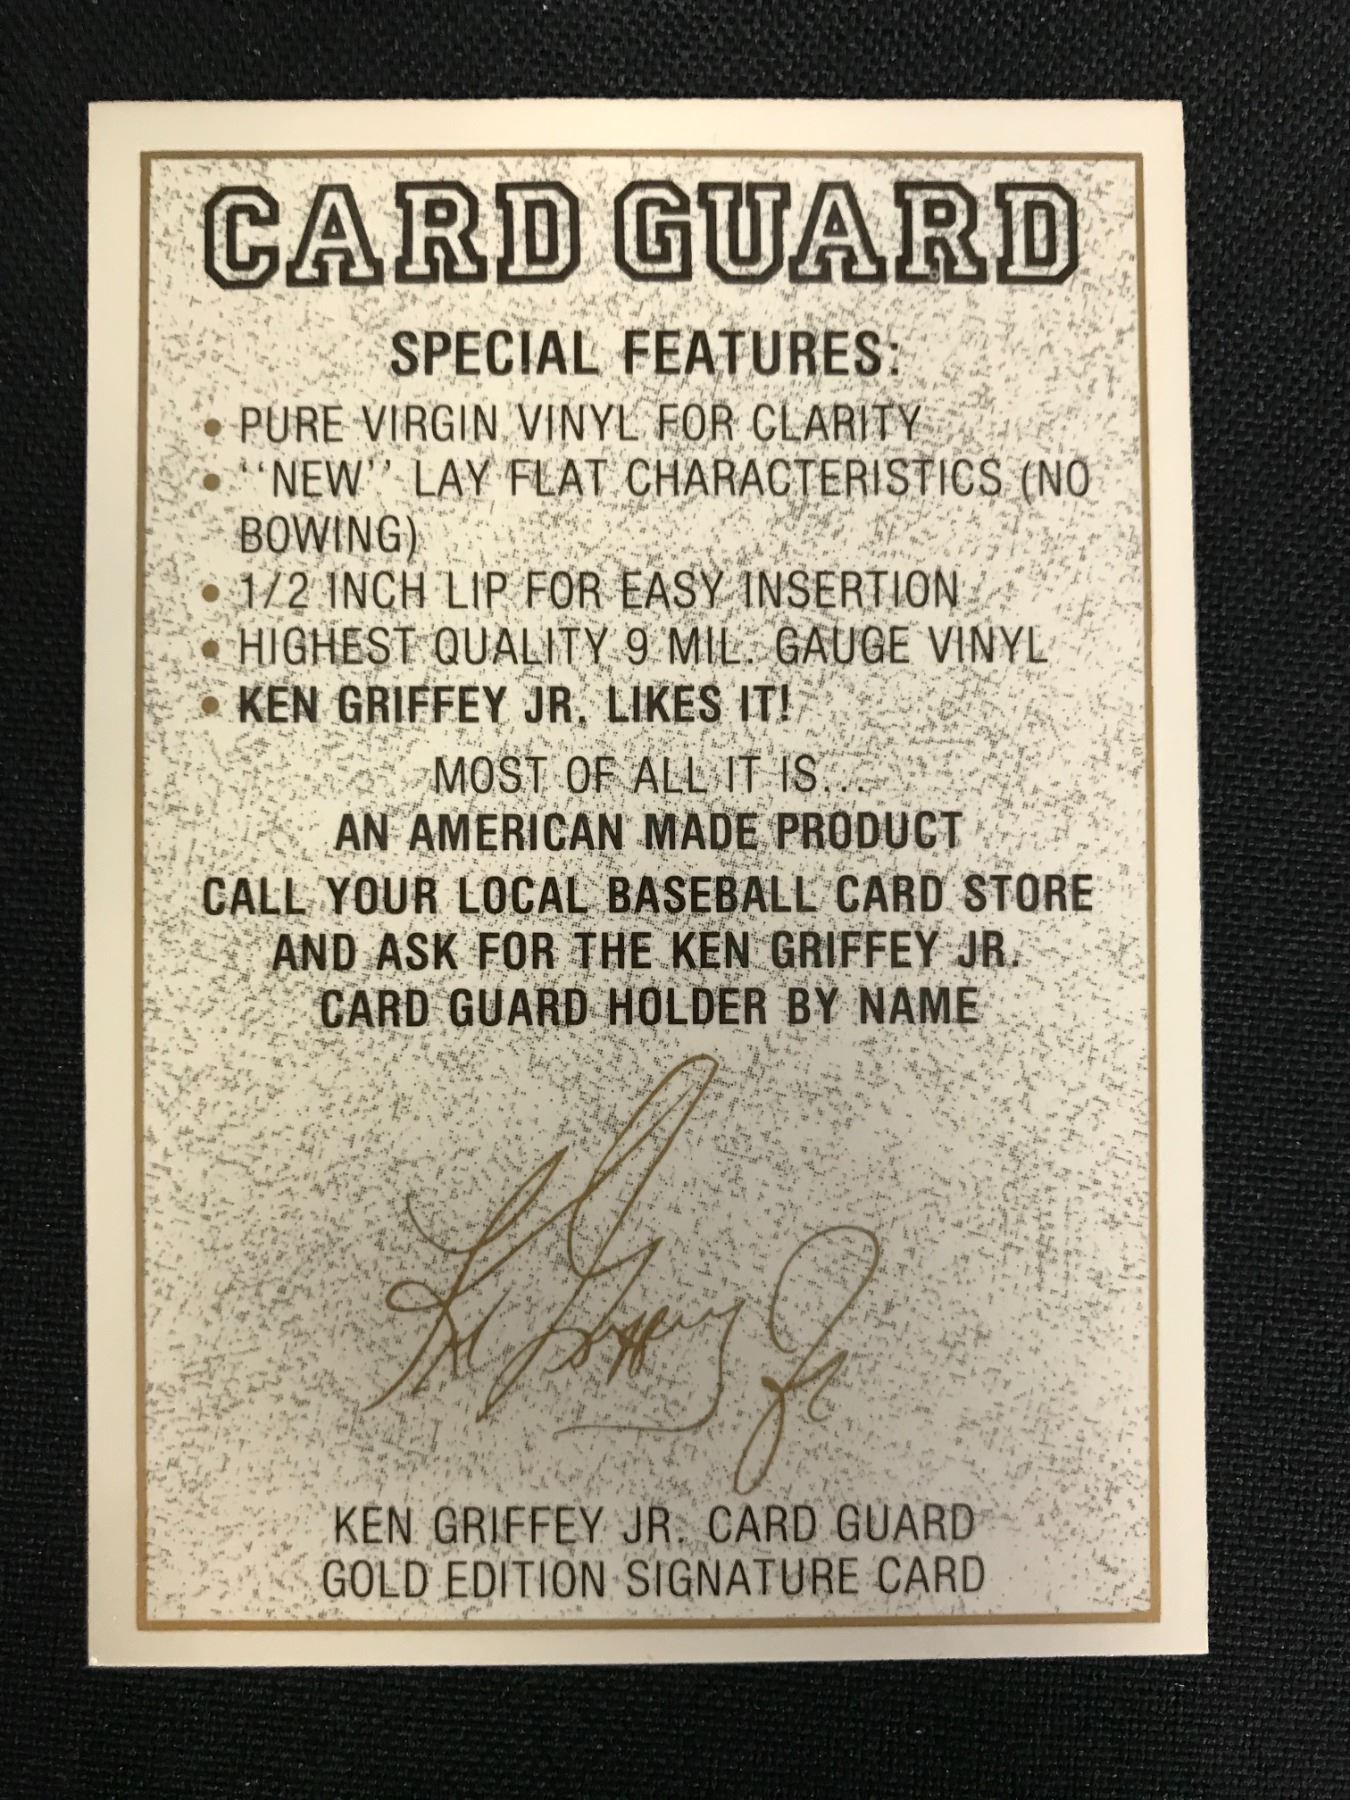 CARD GUARD
SPECIAL FEATURES:
• PURE VIRGIN VINYL FOR CLARITY
• ‘‘NEW’’ LAY FLAT CHARACTERISTICS (NO
BOWING)
• 1/2 INCH LIP FOR EASY INSERTION
• HIGHEST QUALITY 9 MIL. GAUGE VINYL
• KEN GRIFFEY JR. LIKES IT!
MOST OF ALL IT IS...
AN AMERICAN MADE PRODUCT
CALL YOUR LOCAL BASEBALL CARD STORE
AND ASK FOR THE KEN GRIFFEY JR.
CARD GUARD HOLDER BY NAME
Ken Griffey Jr
KEN GRIFFEY JR. CARD GUARD
GOLD EDITION SIGNATURE CARD